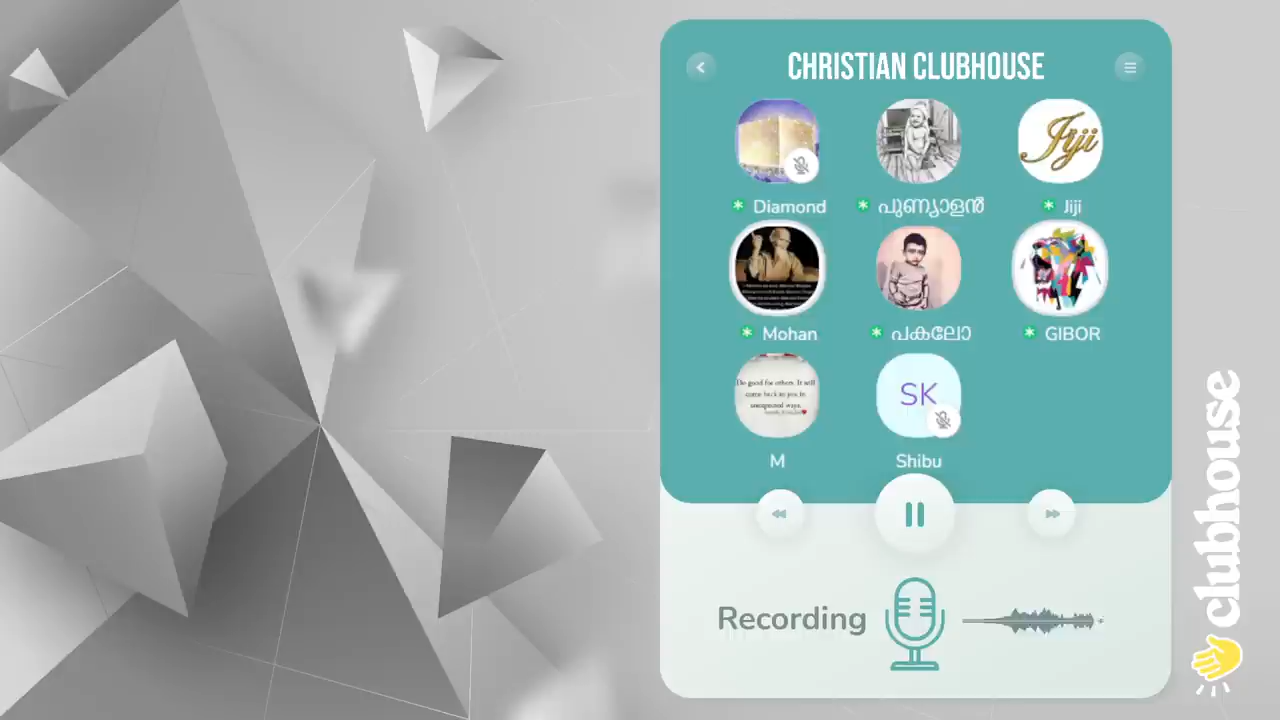 CHRISTIAN CLUBHOUSE
Diamond
പുണ്യാളൻ
Jiji
Jiji
Mohan
പകലോ
GIBOR
Do good for others. It will
come back to you in
unexpected ways.
M
SK
Shibu
Recording
clubhouse